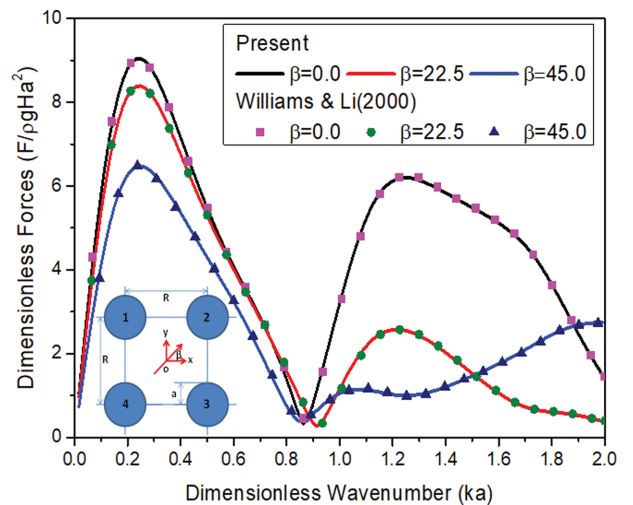 Dimensionless Forces (F/ρgHa²)
10
8
6
4
2
0
Present
β=0.0 β=22.5 β=45.0
Williams & Li(2000)
β=0.0 β=22.5 β=45.0
R
1 2
R
y
β
x
o
a
4 3
0.0 0.2 0.4 0.6 0.8 1.0 1.2 1.4 1.6 1.8 2.0
Dimensionless Wavenumber (ka)